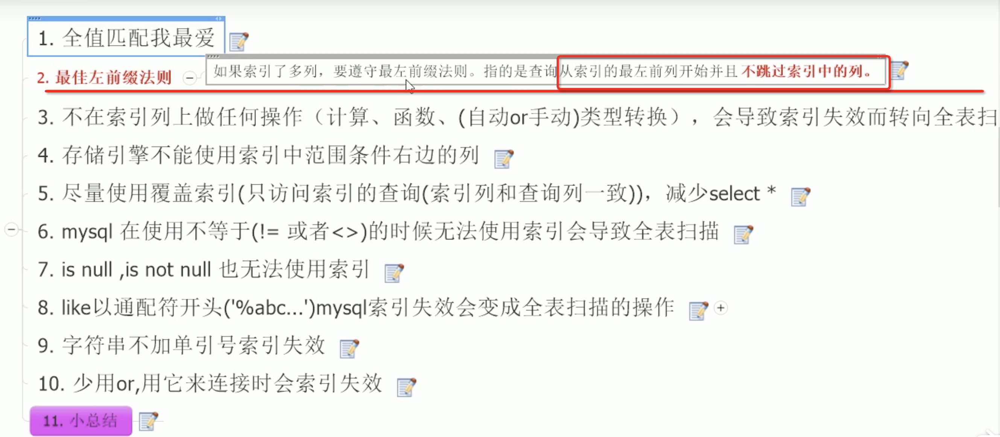 1. 全值匹配我最爱
2. 最佳左前缀法则
如果索引了多列，要遵守最左前缀法则。指的是查询从索引的最左前列开始并且不跳过索引中的列。
3. 不在索引列上做任何操作（计算、函数、(自动or手动)类型转换），会导致索引失效而转向全表扫
4. 存储引擎不能使用索引中范围条件右边的列
5. 尽量使用覆盖索引(只访问索引的查询(索引列和查询列一致))，减少select *
6. mysql 在使用不等于(!= 或者<>)的时候无法使用索引会导致全表扫描
7. is null ,is not null 也无法使用索引
8. like以通配符开头('%abc...')mysql索引失效会变成全表扫描的操作
9. 字符串不加单引号索引失效
10. 少用or,用它来连接时会索引失效
11. 小总结